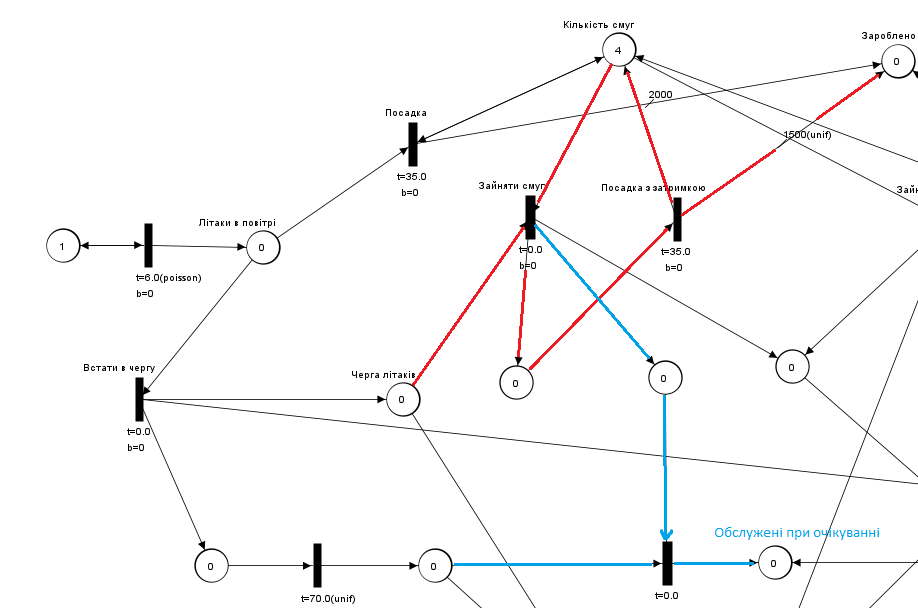 Кількість смуг
4
Зароблено
0
2000
Посадка
1500(unif)
t=35.0
b=0
Зайняти смуг
Посадка з затримкою
Зайн
Літаки в повітрі
1
0
t=0.0
b=0
t=35.0
b=0
t=6.0(poisson)
b=0
Встати в чергу
Черга літаків
0
0
0
0
t=0.0
b=0
Обслужені при очікуванні
0
0
0
t=70.0(unif)
t=0.0